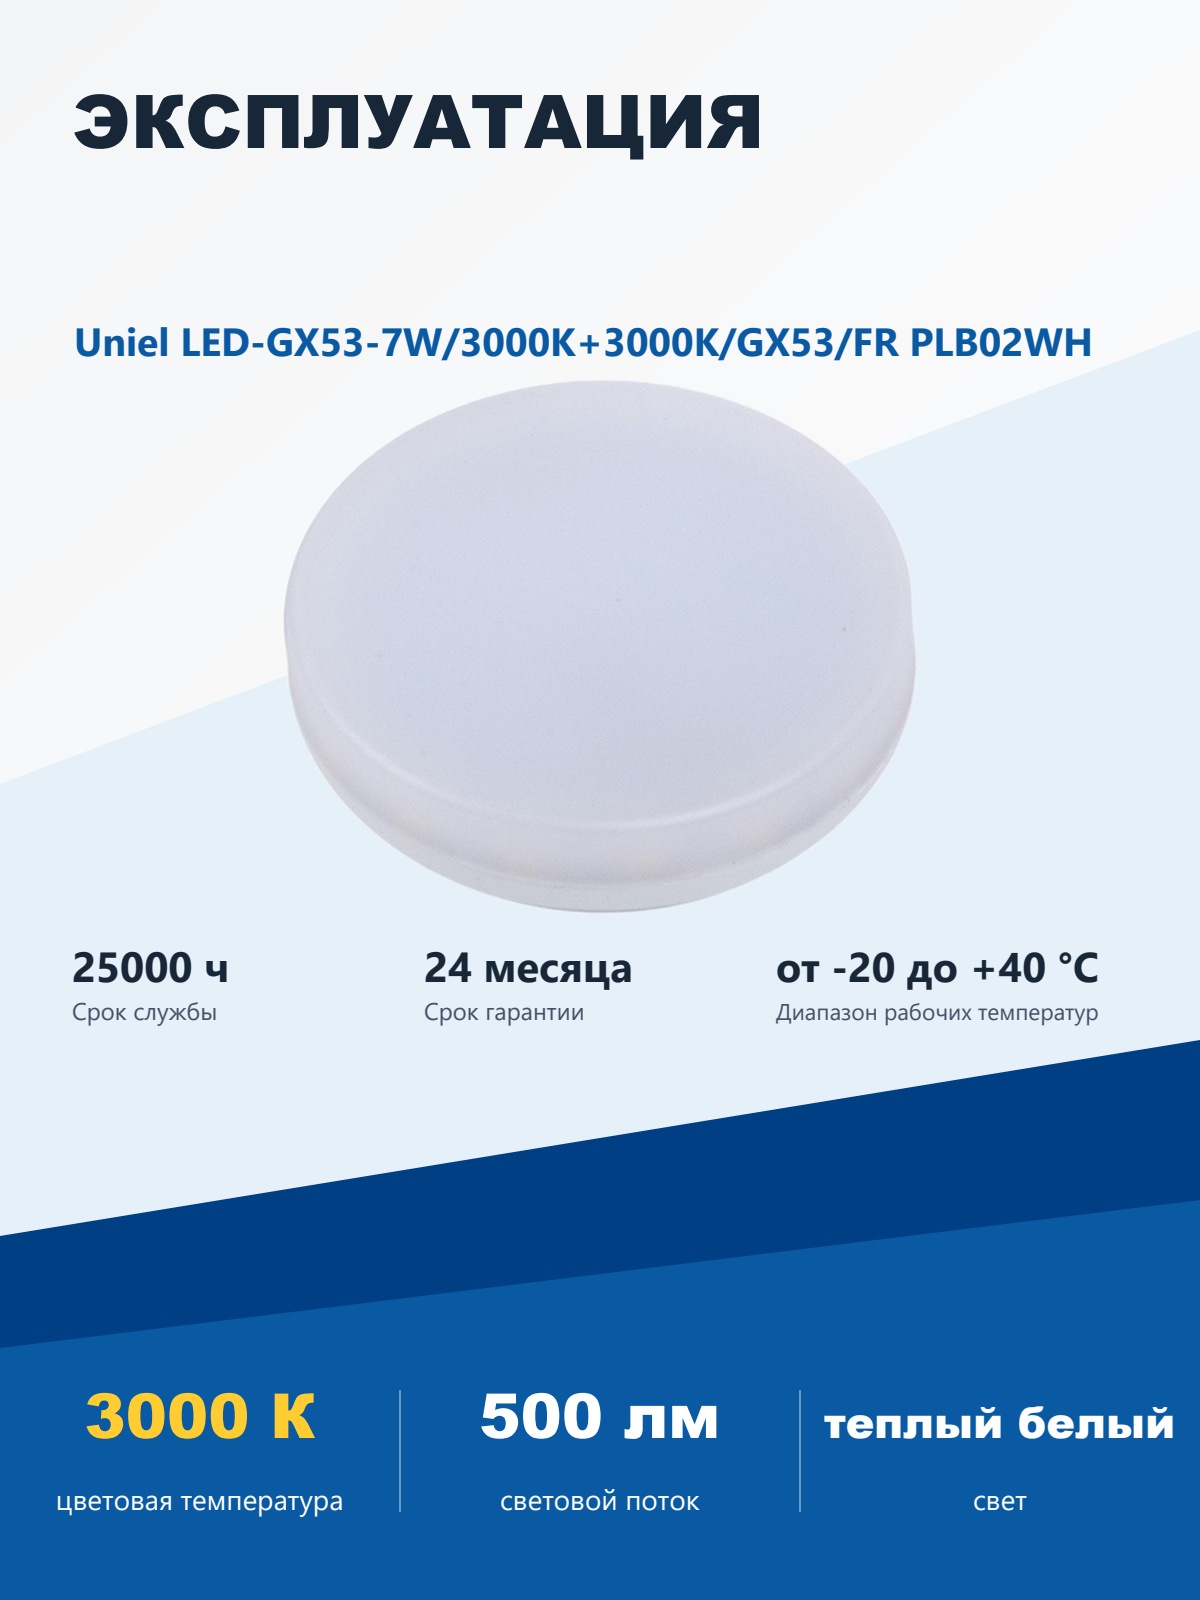 ЭКСПЛУАТАЦИЯ
Uniel LED-GX53-7W/3000K+3000K/GX53/FR PLB02WH
25000 ч
Срок службы
24 месяца
Срок гарантии
от -20 до +40 °C
Диапазон рабочих температур
3000 К
цветовая температура
500 лм
световой поток
теплый белый
свет